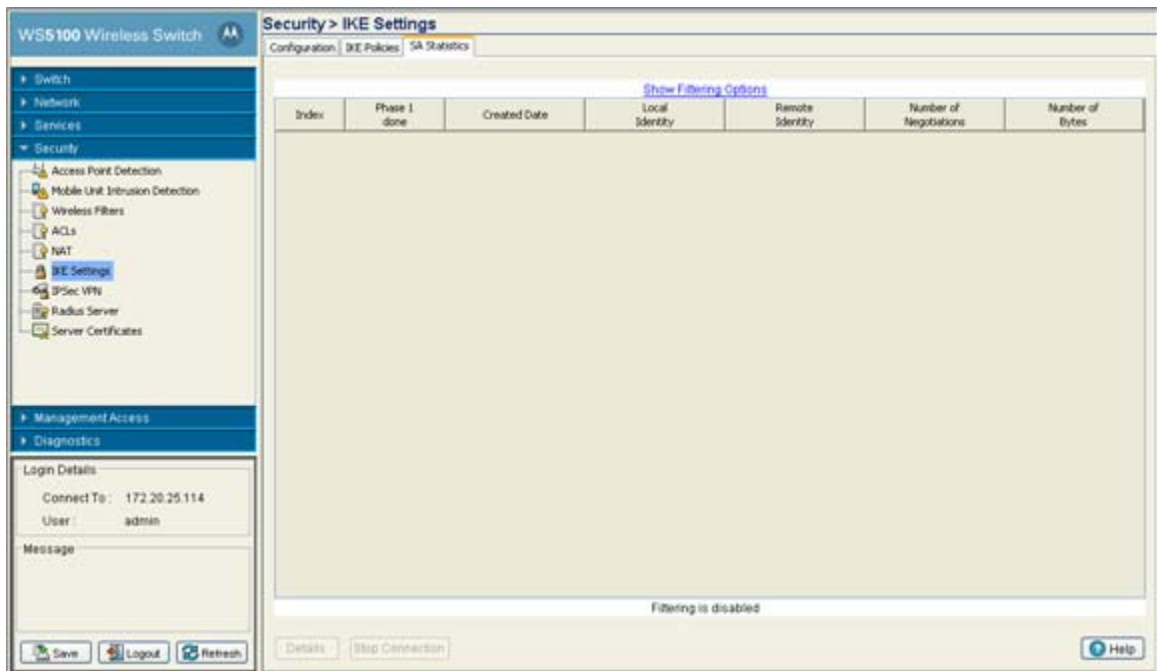 WS5100 Wireless Switch
Switch
Network
Services
Security
Access Point Detection
Mobile Unit Intrusion Detection
Wireless Filters
ACLs
NAT
IKE Settings
IPSec VPN
Radius Server
Server Certificates
Management Access
Diagnostics
Login Details
Connect To : 172.20.25.114
User : admin
Message
Save Logout Refresh
Security > IKE Settings
Configuration IKE Policies SA Statistics
Show Filtering Options
Index Phase 1 done Created Date Local Identity Remote Identity Number of Negotiations Number of Bytes
Filtering is disabled
Details Stop Connection Help